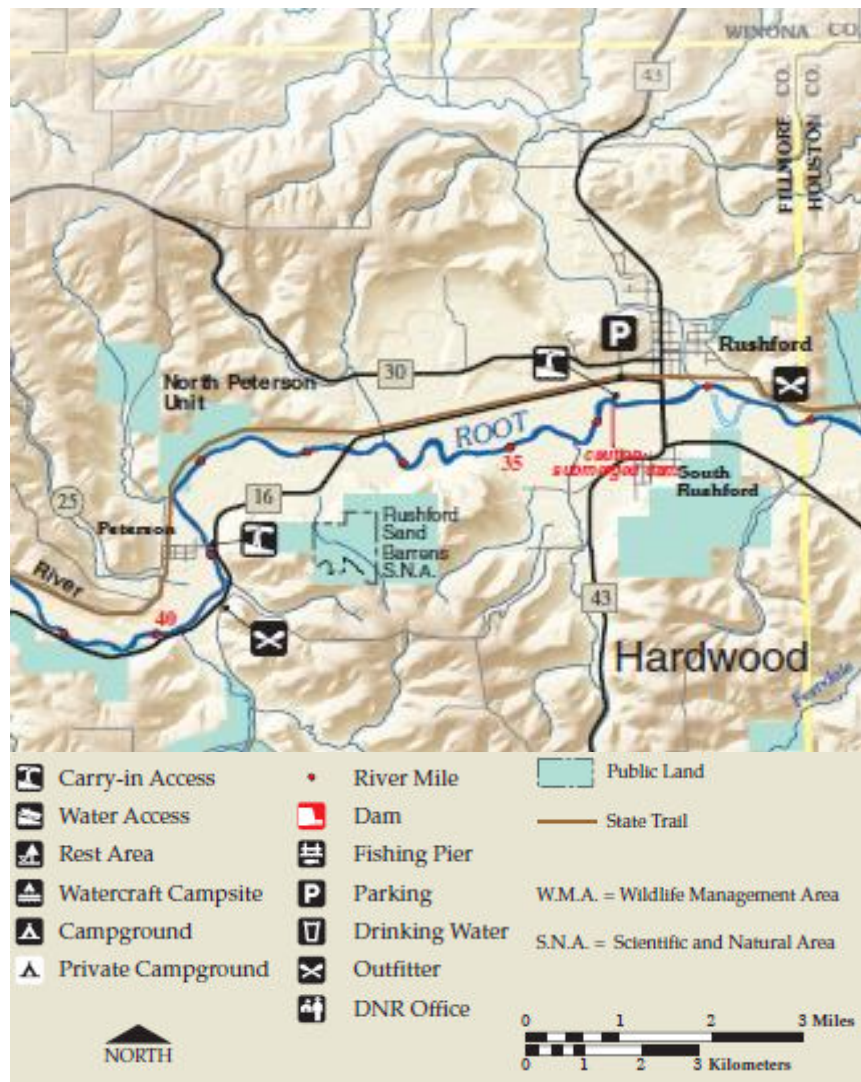 WINONA CO.
43
FILLMORE CO.
HOUSTON CO.
P
Rushford
30
North Peterson
Unit
ROOT
35
caution
submerged dam
South
Rushford
16
25
Peterson
Rushford
Sand
Barrens
S.N.A.
River
40
43
Hardwood
Ferndale
Carry-in Access
Water Access
Rest Area
Watercraft Campsite
Campground
Private Campground
NORTH
River Mile
Dam
Fishing Pier
P Parking
Drinking Water
Outfitter
DNR Office
Public Land
State Trail
W.M.A. = Wildlife Management Area
S.N.A. = Scientific and Natural Area
0 1 2 3 Miles
0 1 2 3 Kilometers